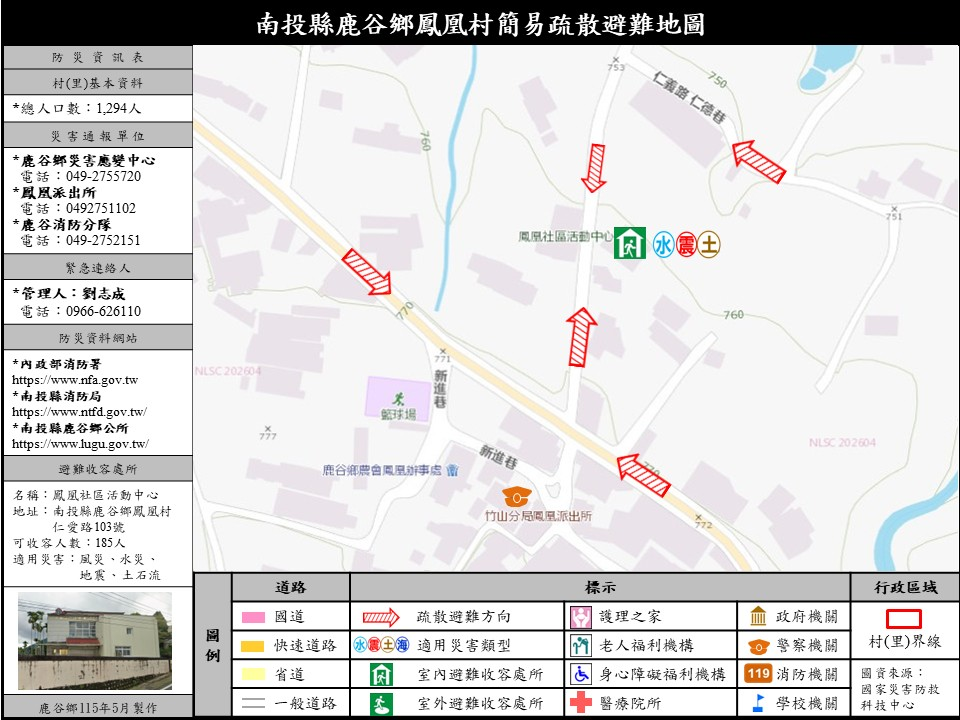 南投縣鹿谷鄉鳳凰村簡易疏散避難地圖
防災資訊表
村(里)基本資料
*總人口數：1,294人
災害通報單位
*鹿谷鄉災害應變中心
電話：049-2755720
*鳳凰派出所
電話：0492751102
*鹿谷消防分隊
電話：049-2752151
緊急連絡人
*管理人：劉志成
電話：0966-626110
防災資料網站
*內政部消防署
https://www.nfa.gov.tw
*南投縣消防局
https://www.ntfd.gov.tw/
*南投縣鹿谷鄉公所
https://www.lugu.gov.tw/
避難收容處所
名稱：鳳凰社區活動中心
地址：南投縣鹿谷鄉鳳凰村
仁愛路103號
可收容人數：185人
適用災害：風災、水災、
地震、土石流
鹿谷鄉115年5月製作
753
750
仁義路 仁德巷
760
751
鳳凰社區活動中心
水 震 土
770
760
771
新進巷
NLSC 202604
籃球場
777
NLSC 202604
新進巷
鹿谷鄉農會鳳凰辦事處
770
竹山分局鳳凰派出所
772
圖例
道路
標示
行政區域
國道
疏散避難方向
護理之家
政府機關
快速道路
水 震 土 海
適用災害類型
老人福利機構
警察機關
村(里)界線
省道
室內避難收容處所
身心障礙福利機構
119
消防機關
一般道路
室外避難收容處所
醫療院所
學校機關
圖資來源：
國家災害防救
科技中心